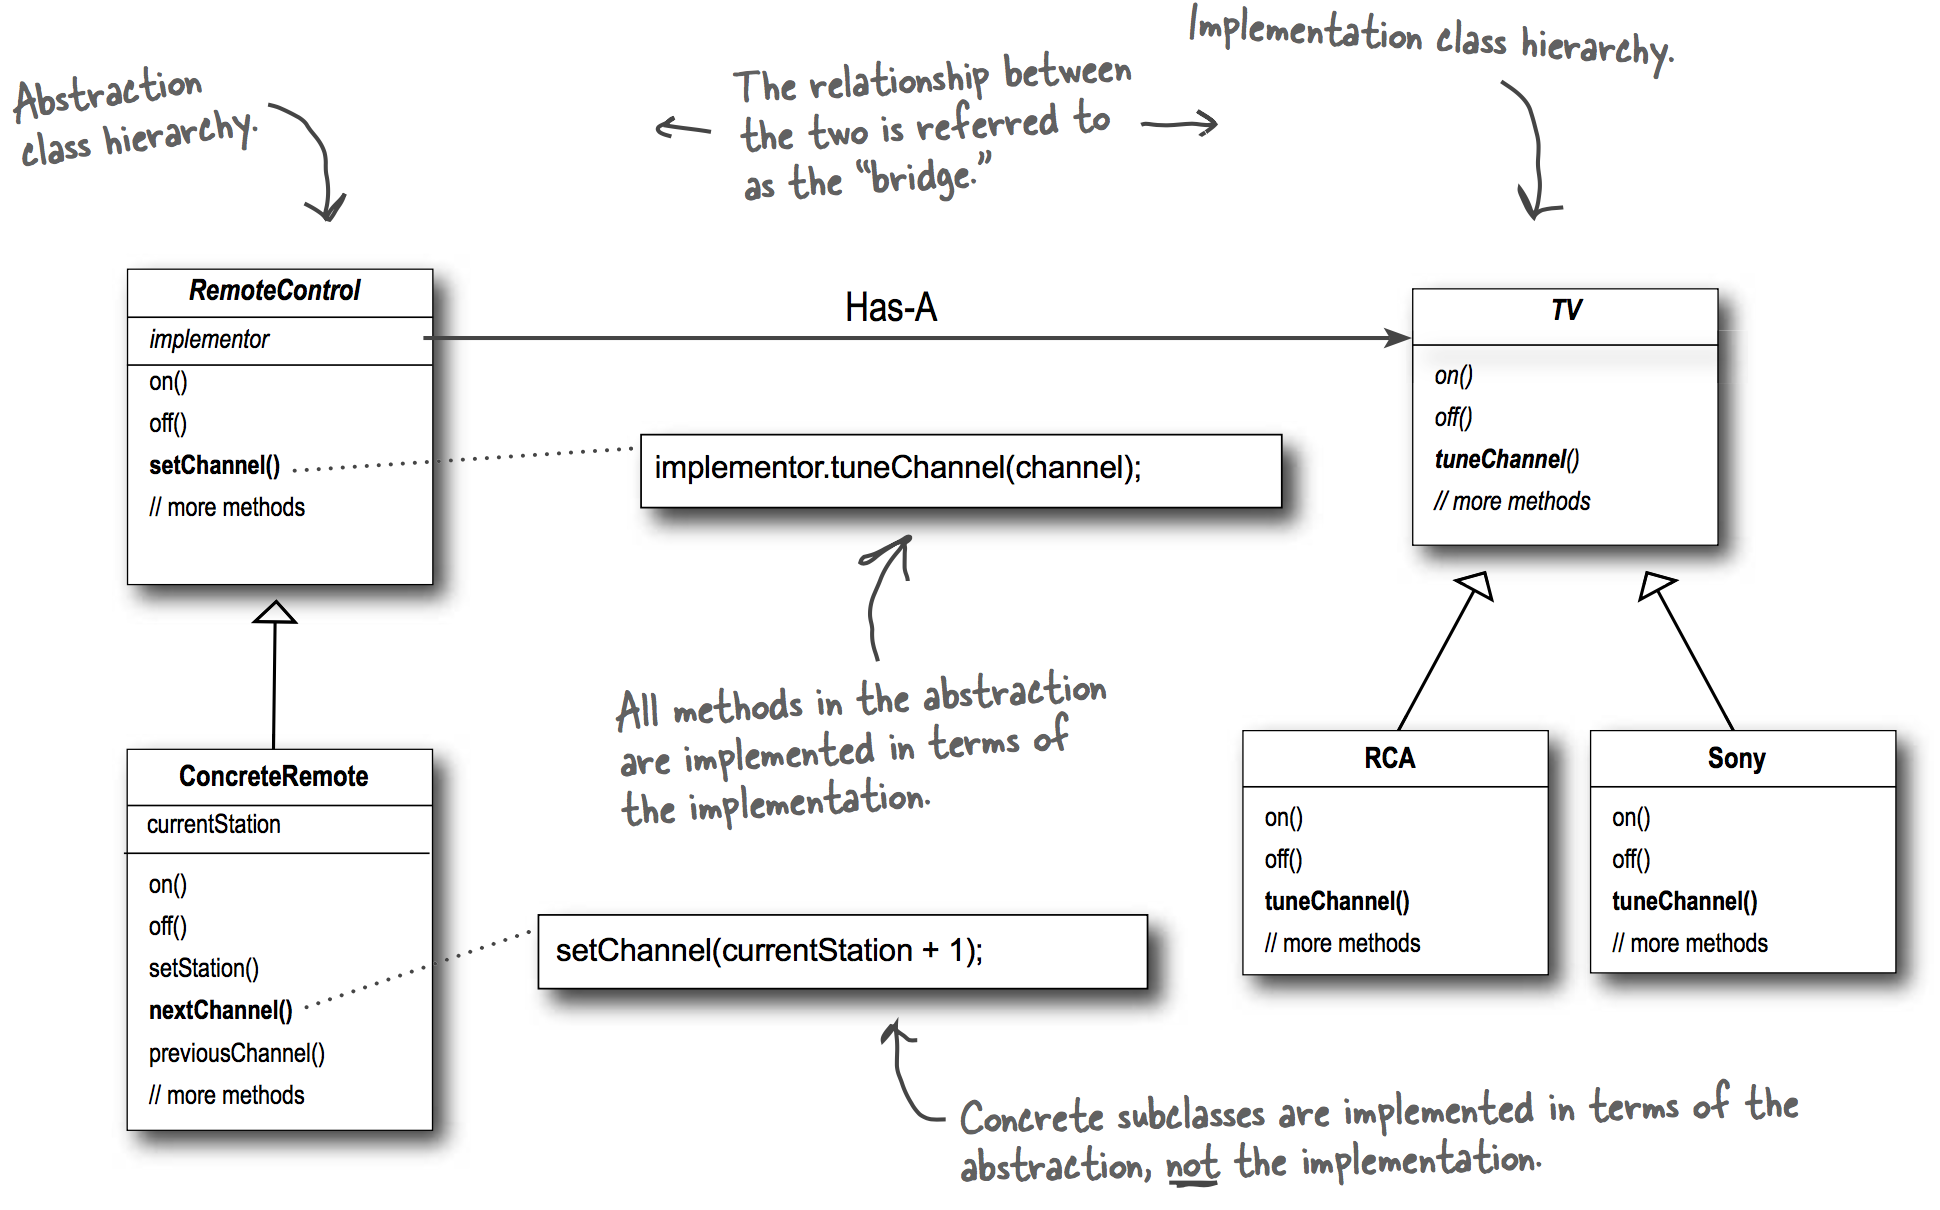 Abstraction
class hierarchy.
The relationship between
the two is referred to
as the “bridge.”
Implementation class hierarchy.
RemoteControl
implementor
on()
off()
setChannel()
// more methods
Has-A
TV
on()
off()
tuneChannel()
// more methods
implementor.tuneChannel(channel);
All methods in the abstraction
are implemented in terms of
the implementation.
ConcreteRemote
currentStation
on()
off()
setStation()
nextChannel()
previousChannel()
// more methods
setChannel(currentStation + 1);
RCA
on()
off()
tuneChannel()
// more methods
Sony
on()
off()
tuneChannel()
// more methods
Concrete subclasses are implemented in terms of the
abstraction, not the implementation.